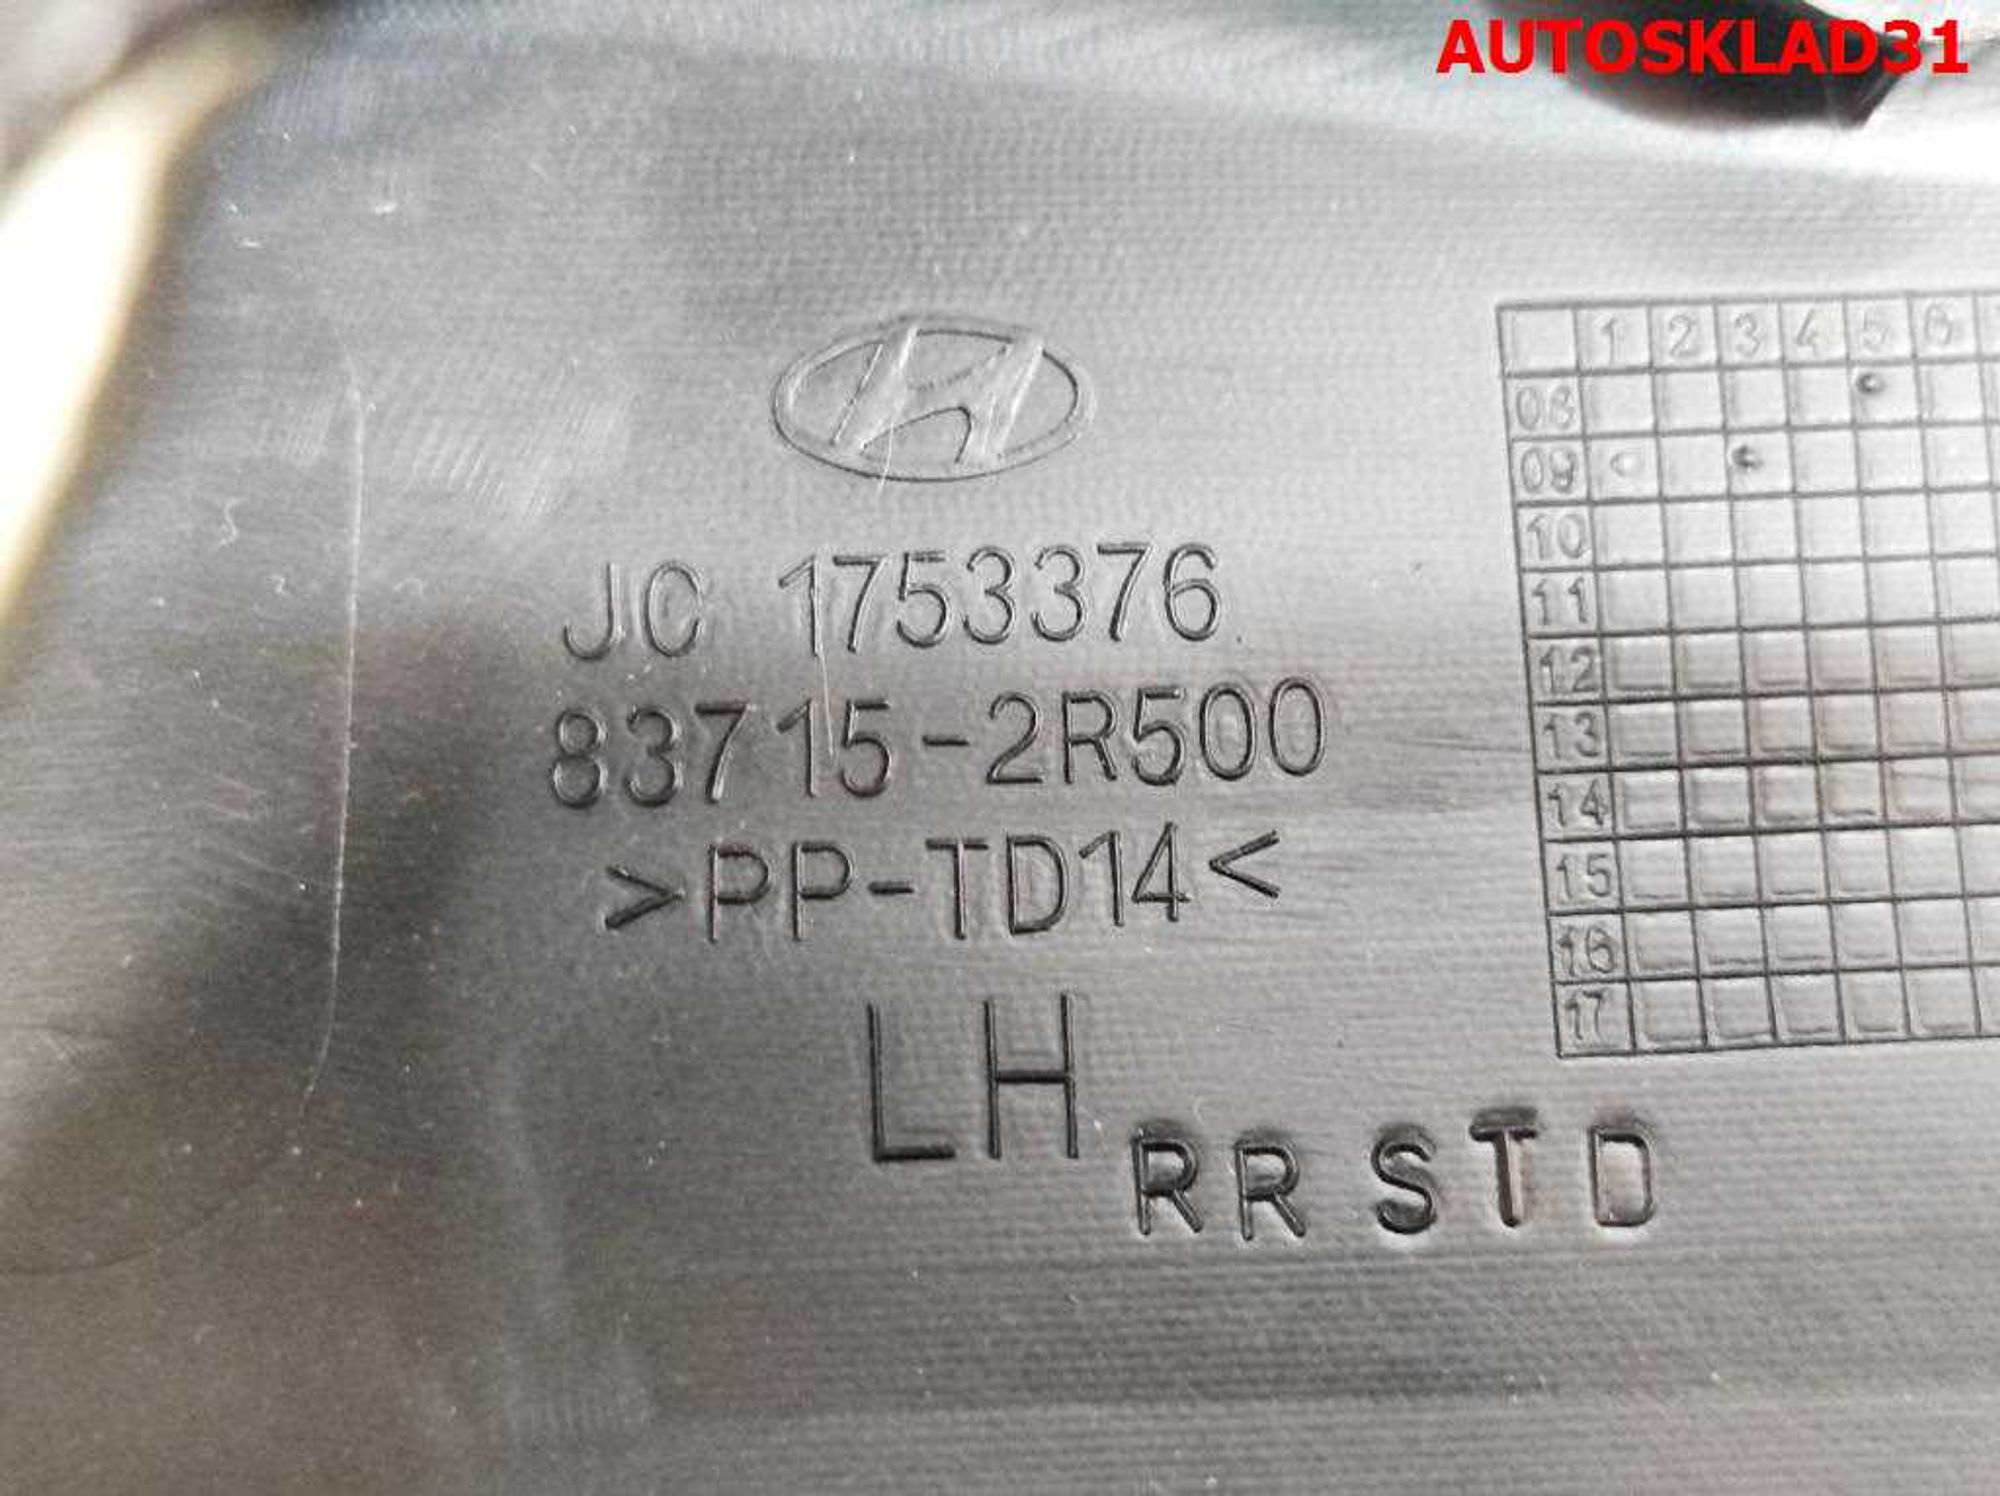 AUTOSKLAD31
JC 1753376
83715-2R500
>PP-TD14<
LH
RR STD
1 2 3 4 5 6
08
09
10
11
12
13
14
15
16
17